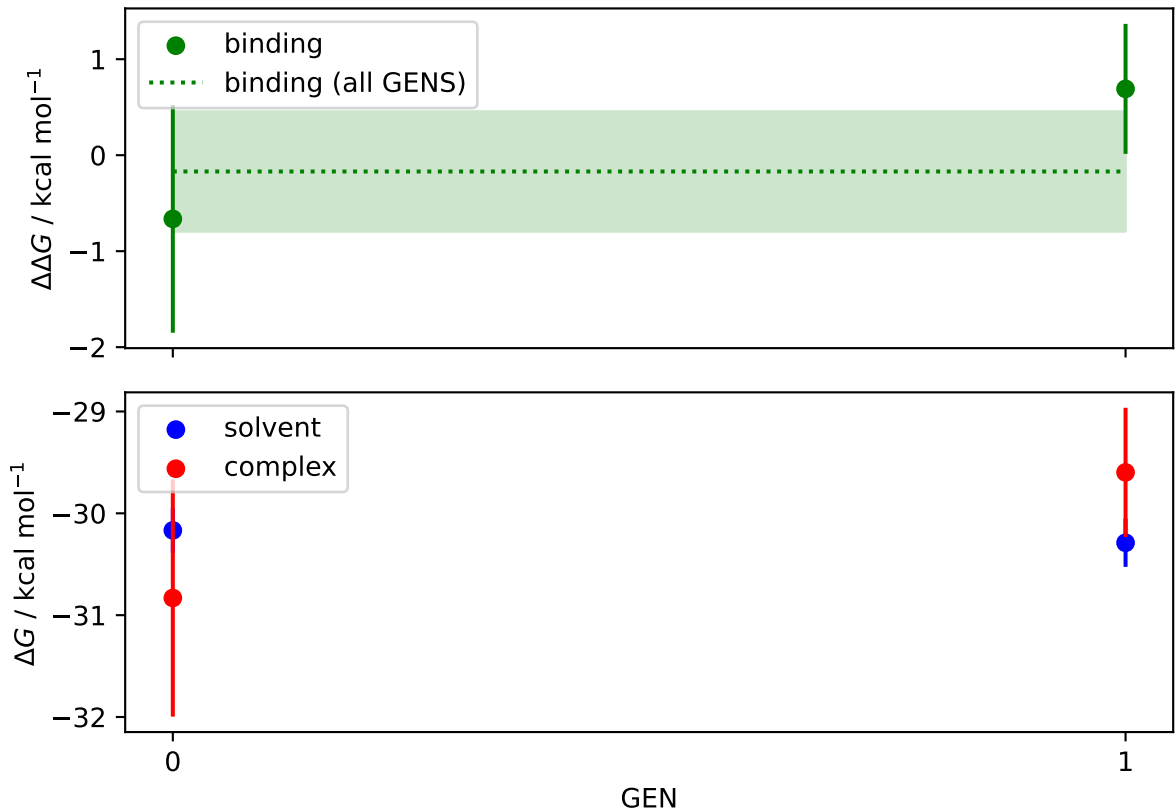 binding
binding (all GENS)
ΔΔG / kcal mol⁻¹
1
0
−1
−2
solvent
complex
ΔG / kcal mol⁻¹
−29
−30
−31
−32
0
1
GEN